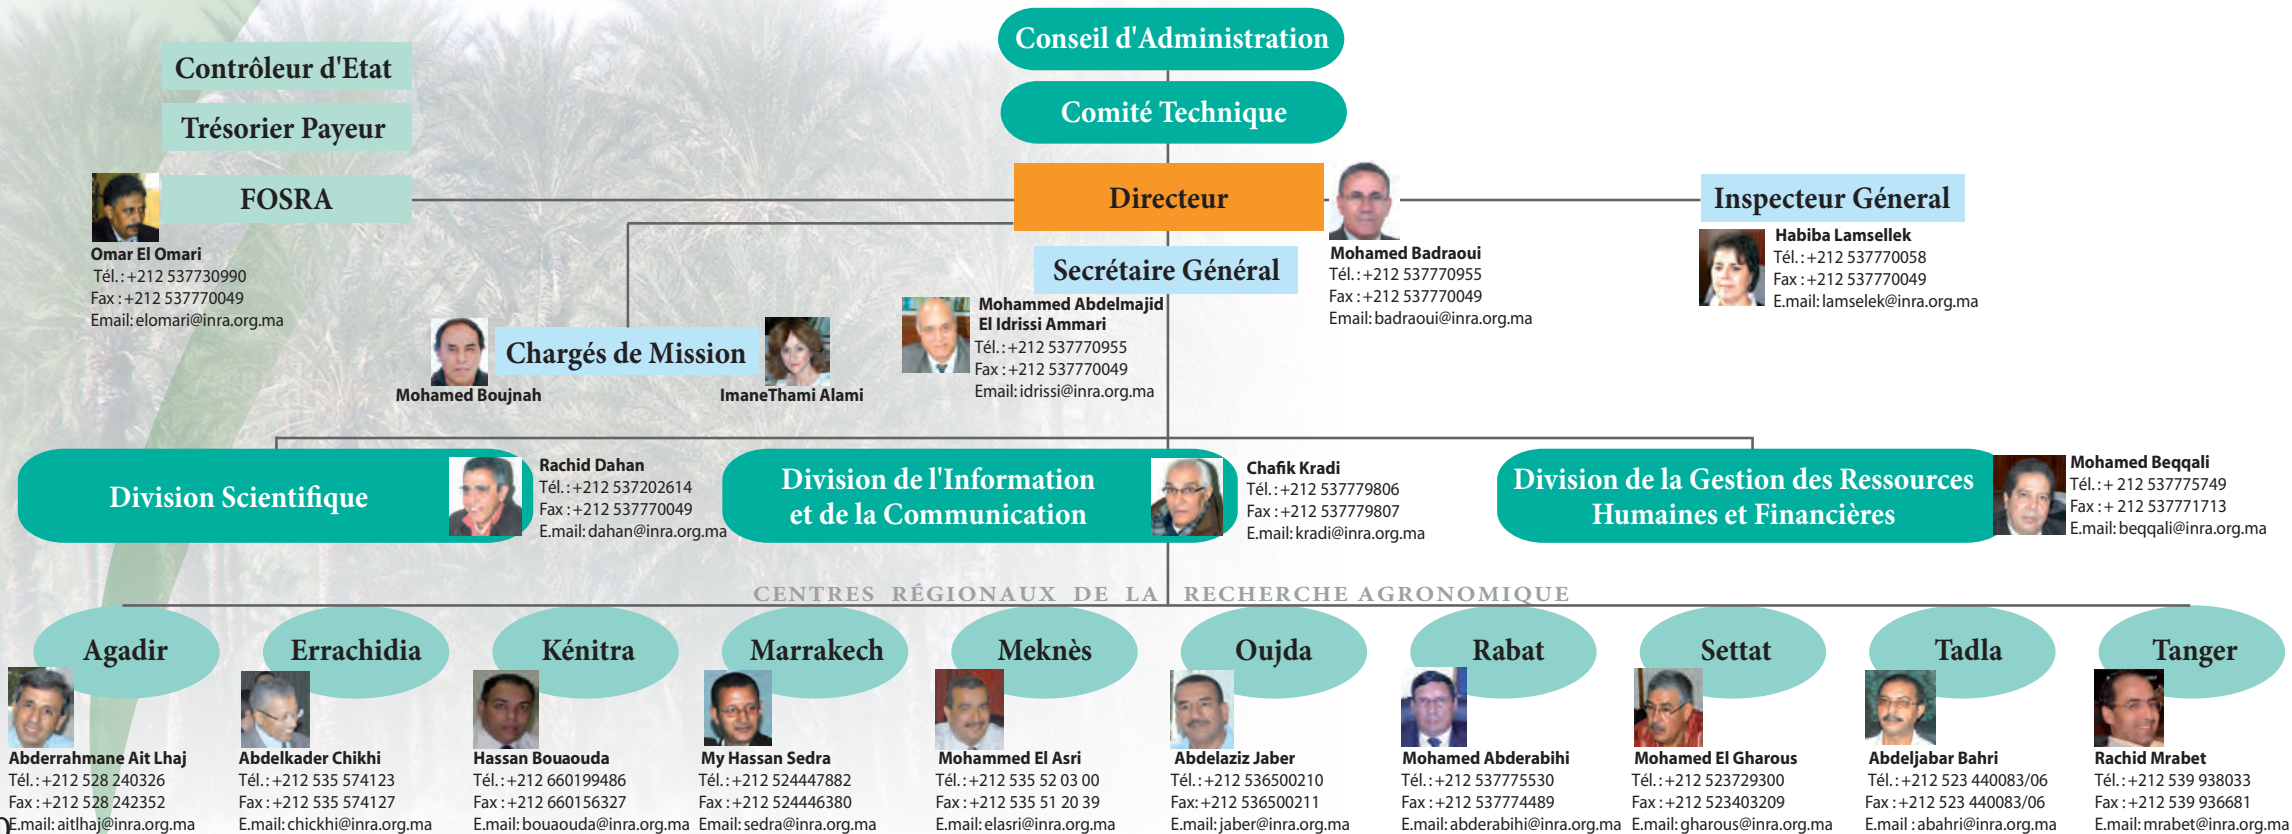 Conseil d'Administration
Comité Technique
Contrôleur d'Etat
Trésorier Payeur
FOSRA
Omar El Omari
Tél. : +212 537730990
Fax : +212 537770049
Email: elomari@inra.org.ma
Directeur
Mohamed Badraoui
Tél. : +212 537770955
Fax : +212 537770049
Email: badraoui@inra.org.ma
Inspecteur Géneral
Habiba Lamsellek
Tél. : +212 537770058
Fax : +212 537770049
E.mail: lamselek@inra.org.ma
Secrétaire Général
Mohammed Abdelmajid
El Idrissi Ammari
Tél. : +212 537770955
Fax : +212 537770049
Email: idrissi@inra.org.ma
Chargés de Mission
Mohamed Boujnah
ImaneThami Alami
Division Scientifique
Rachid Dahan
Tél. : +212 537202614
Fax : +212 537770049
E.mail: dahan@inra.org.ma
Division de l'Information
et de la Communication
Chafik Kradi
Tél. : +212 537779806
Fax : +212 537779807
E.mail: kradi@inra.org.ma
Division de la Gestion des Ressources
Humaines et Financières
Mohamed Beqqali
Tél. : + 212 537775749
Fax : + 212 537771713
E.mail: beqqali@inra.org.ma
CENTRES RÉGIONAUX DE LA RECHERCHE AGRONOMIQUE
Agadir
Abderrahmane Ait Lhaj
Tél. : +212 528 240326
Fax : +212 528 242352
E.mail: aitlhaj@inra.org.ma
Errachidia
Abdelkader Chikhi
Tél. : +212 535 574123
Fax : +212 535 574127
E.mail: chickhi@inra.org.ma
Kénitra
Hassan Bouaouda
Tél. : +212 660199486
Fax : +212 660156327
E.mail: bouaouda@inra.org.ma
Marrakech
My Hassan Sedra
Tél. : +212 524447882
Fax : +212 524446380
Email: sedra@inra.org.ma
Meknès
Mohammed El Asri
Tél. : +212 535 52 03 00
Fax : +212 535 51 20 39
E.mail: elasri@inra.org.ma
Oujda
Abdelaziz Jaber
Tél. : +212 536500210
Fax: +212 536500211
E.mail: jaber@inra.org.ma
Rabat
Mohamed Abderabihi
Tél. : +212 537775530
Fax : +212 537774489
E.mail: abderabihi@inra.org.ma
Settat
Mohamed El Gharous
Tél. : +212 523729300
Fax : +212 523403209
E.mail: gharous@inra.org.ma
Tadla
Abdeljabar Bahri
Tél. : +212 523 440083/06
Fax : +212 523 440083/06
E.mail : abahri@inra.org.ma
Tanger
Rachid Mrabet
Tél. : +212 539 938033
Fax : +212 539 936681
E.mail: mrabet@inra.org.ma